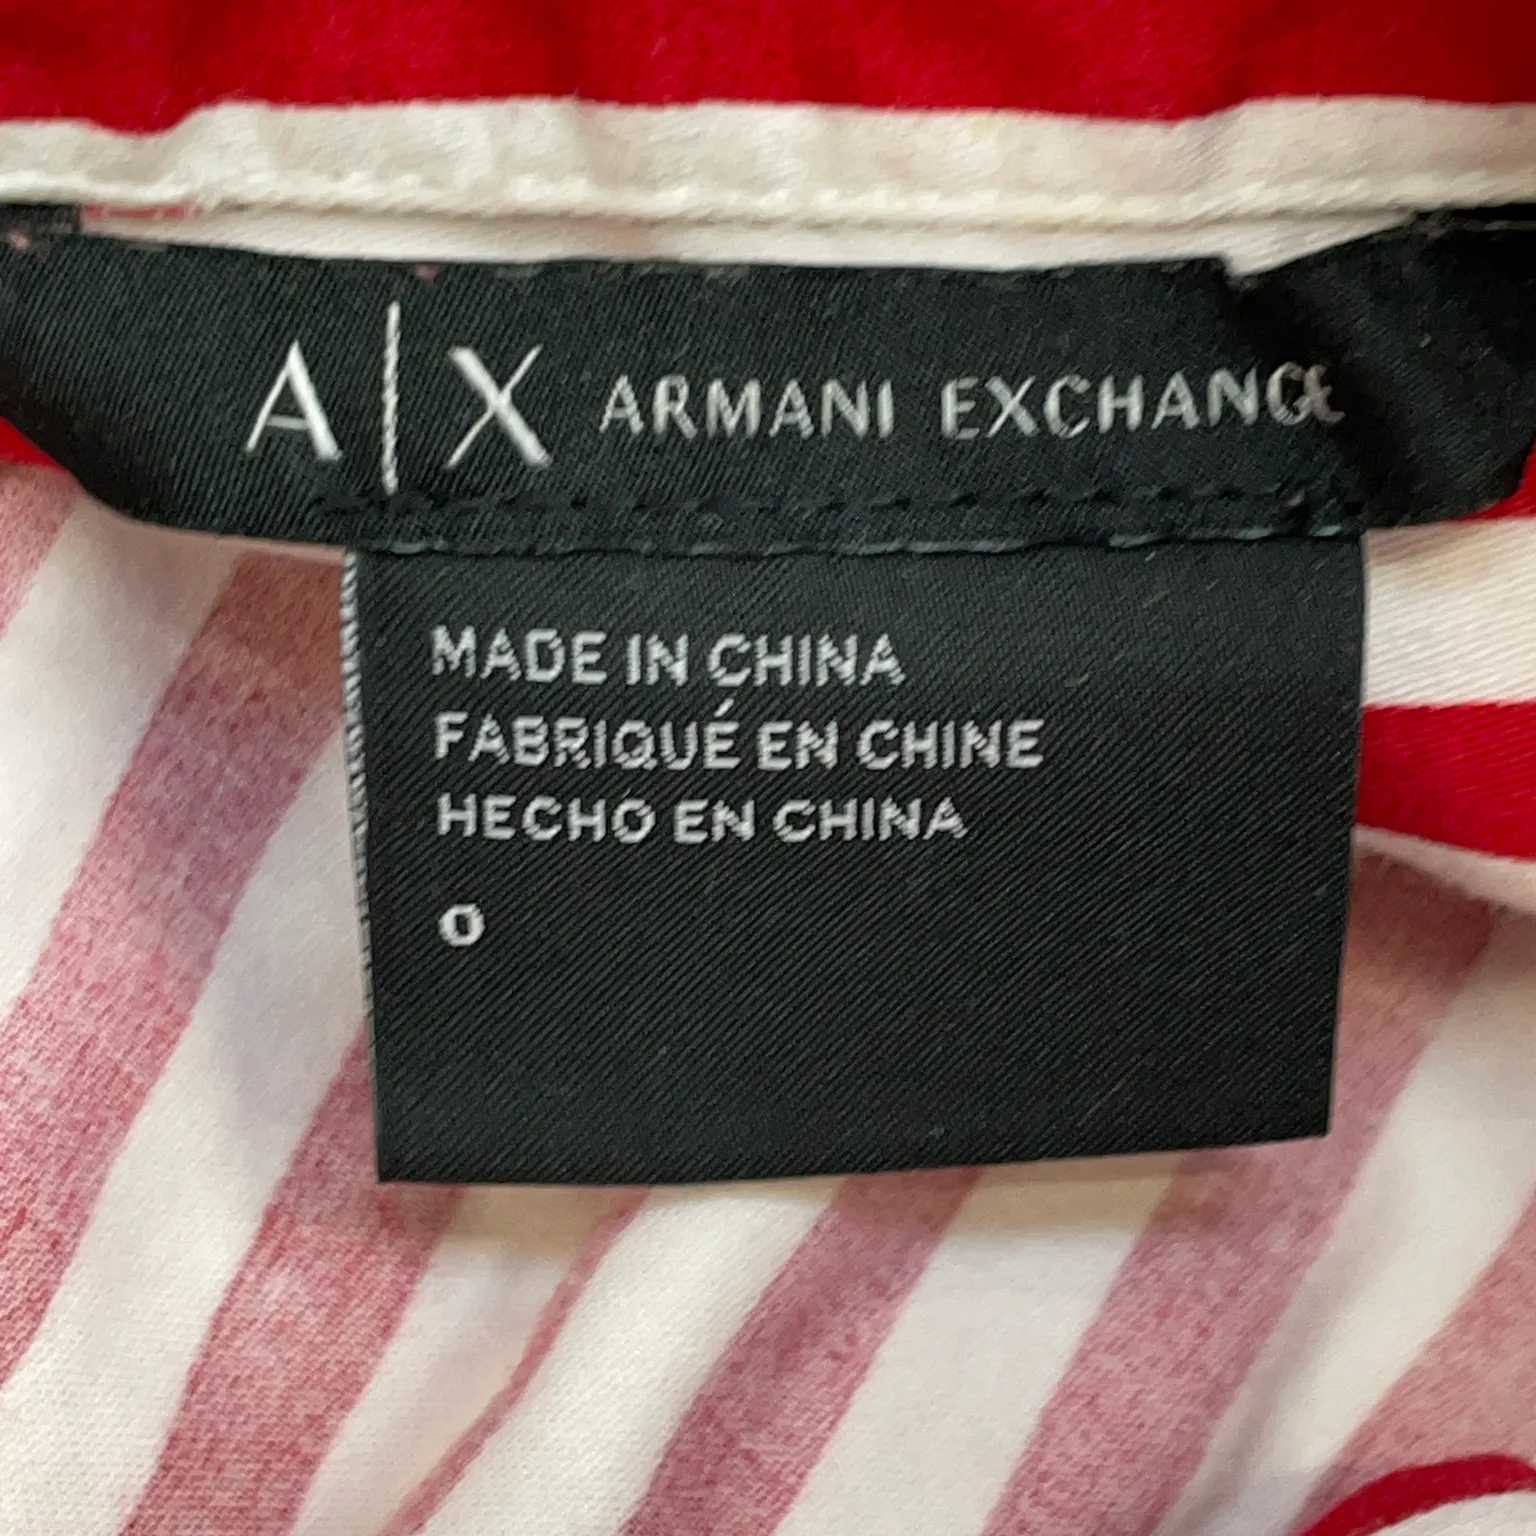 A|X ARMANI EXCHANGE
MADE IN CHINA
FABRIQUÉ EN CHINE
HECHO EN CHINA
0